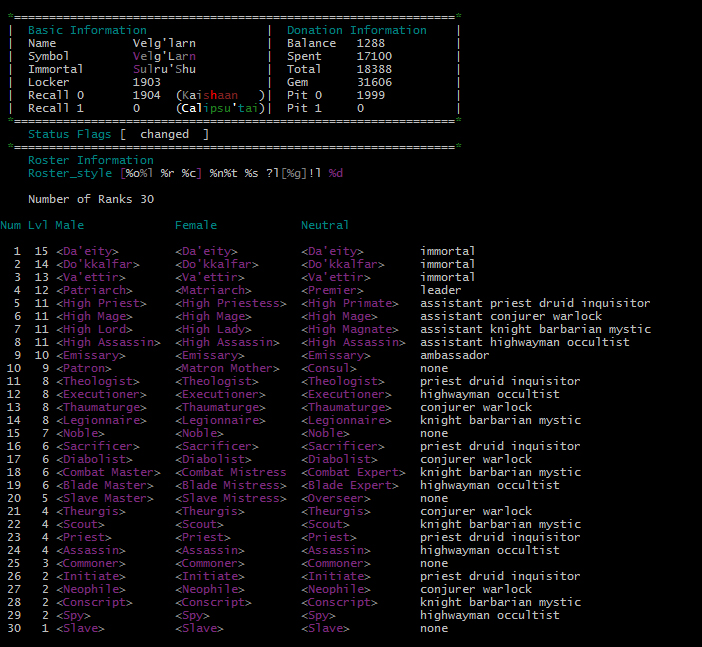 *===============================================================*
| Basic Information | Donation Information |
| Name Velg'larn | Balance 1288 |
| Symbol Velg'Larn | Spent 17100 |
| Immortal Sulru'Shu | Total 18388 |
| Locker 1903 | Gem 31606 |
| Recall 0 1904 (Kaishaan )| Pit 0 1999 |
| Recall 1 0 (Calipsu'tai)| Pit 1 0 |
*===============================================================*
Status Flags [ changed ]
*===============================================================*
Roster Information
Roster_style [%o%l %r %c] %n%t %s ?l[%g]!l %d
Number of Ranks 30
Num Lvl Male Female Neutral
1 15 <Da'eity> <Da'eity> <Da'eity> immortal
2 14 <Do'kkalfar> <Do'kkalfar> <Do'kkalfar> immortal
3 13 <Va'ettir> <Va'ettir> <Va'ettir> immortal
4 12 <Patriarch> <Matriarch> <Premier> leader
5 11 <High Priest> <High Priestess> <High Primate> assistant priest druid inquisitor
6 11 <High Mage> <High Mage> <High Mage> assistant conjurer warlock
7 11 <High Lord> <High Lady> <High Magnate> assistant knight barbarian mystic
8 11 <High Assassin> <High Assassin> <High Assassin> assistant highwayman occultist
9 10 <Emissary> <Emissary> <Emissary> ambassador
10 9 <Patron> <Matron Mother> <Consul> none
11 8 <Theologist> <Theologist> <Theologist> priest druid inquisitor
12 8 <Executioner> <Executioner> <Executioner> highwayman occultist
13 8 <Thaumaturge> <Thaumaturge> <Thaumaturge> conjurer warlock
14 8 <Legionnaire> <Legionnaire> <Legionnaire> knight barbarian mystic
15 7 <Noble> <Noble> <Noble> none
16 6 <Sacrificer> <Sacrificer> <Sacrificer> priest druid inquisitor
17 6 <Diabolist> <Diabolist> <Diabolist> conjurer warlock
18 6 <Combat Master> <Combat Mistress <Combat Expert> knight barbarian mystic
19 6 <Blade Master> <Blade Mistress> <Blade Expert> highwayman occultist
20 5 <Slave Master> <Slave Mistress> <Overseer> none
21 4 <Theurgis> <Theurgis> <Theurgis> conjurer warlock
22 4 <Scout> <Scout> <Scout> knight barbarian mystic
23 4 <Priest> <Priest> <Priest> priest druid inquisitor
24 4 <Assassin> <Assassin> <Assassin> highwayman occultist
25 3 <Commoner> <Commoner> <Commoner> none
26 2 <Initiate> <Initiate> <Initiate> priest druid inquisitor
27 2 <Neophile> <Neophile> <Neophile> conjurer warlock
28 2 <Conscript> <Conscript> <Conscript> knight barbarian mystic
29 2 <Spy> <Spy> <Spy> highwayman occultist
30 1 <Slave> <Slave> <Slave> none